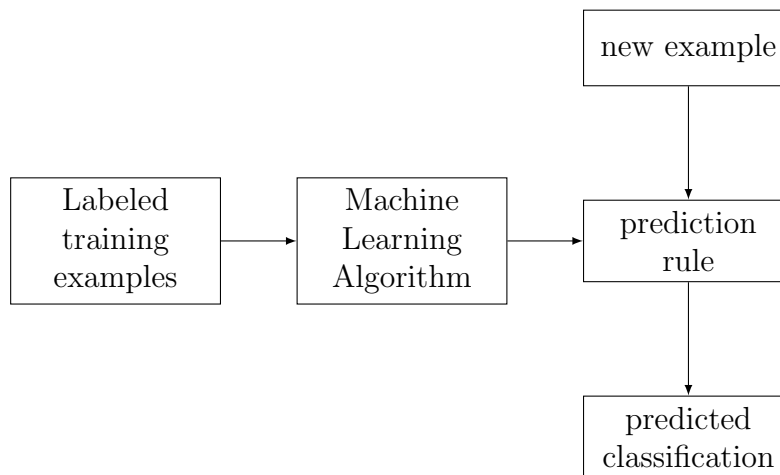 new example
Labeled
training
examples
Machine
Learning
Algorithm
prediction
rule
predicted
classification